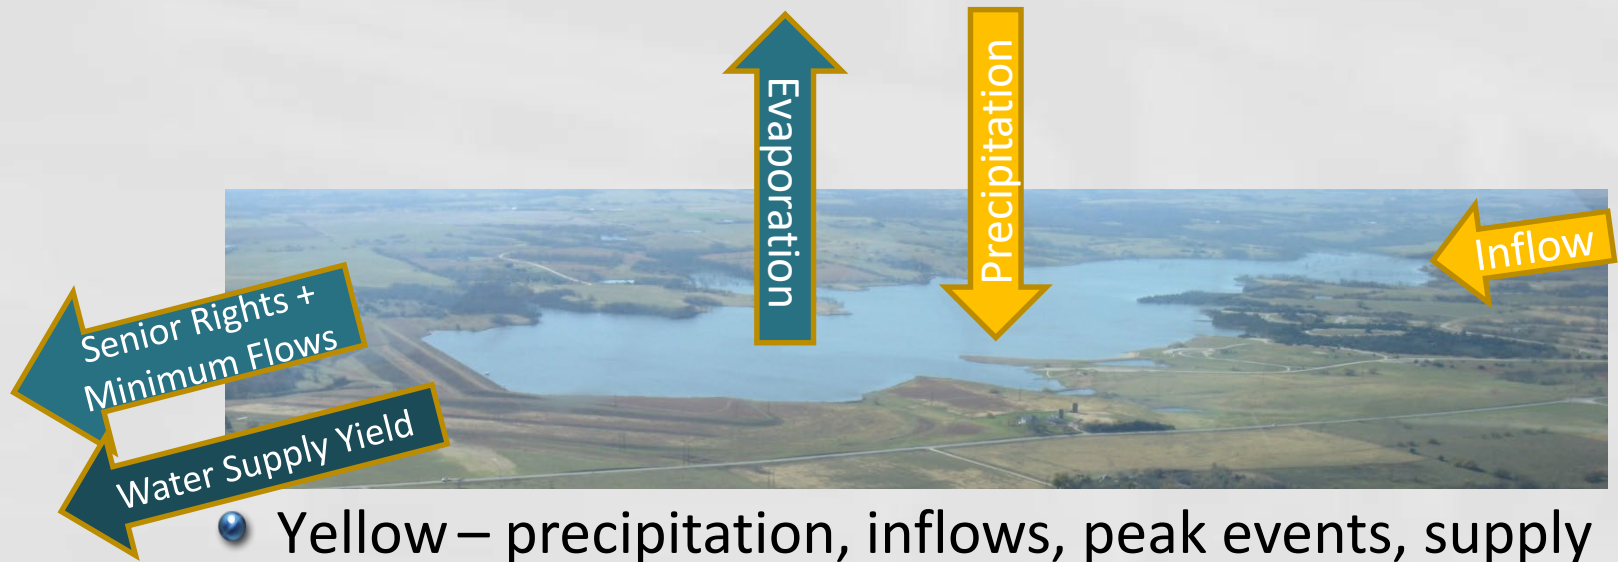 Evaporation
Precipitation
Inflow
Senior Rights +
Minimum Flows
Water Supply Yield
Yellow – precipitation, inflows, peak events, supply